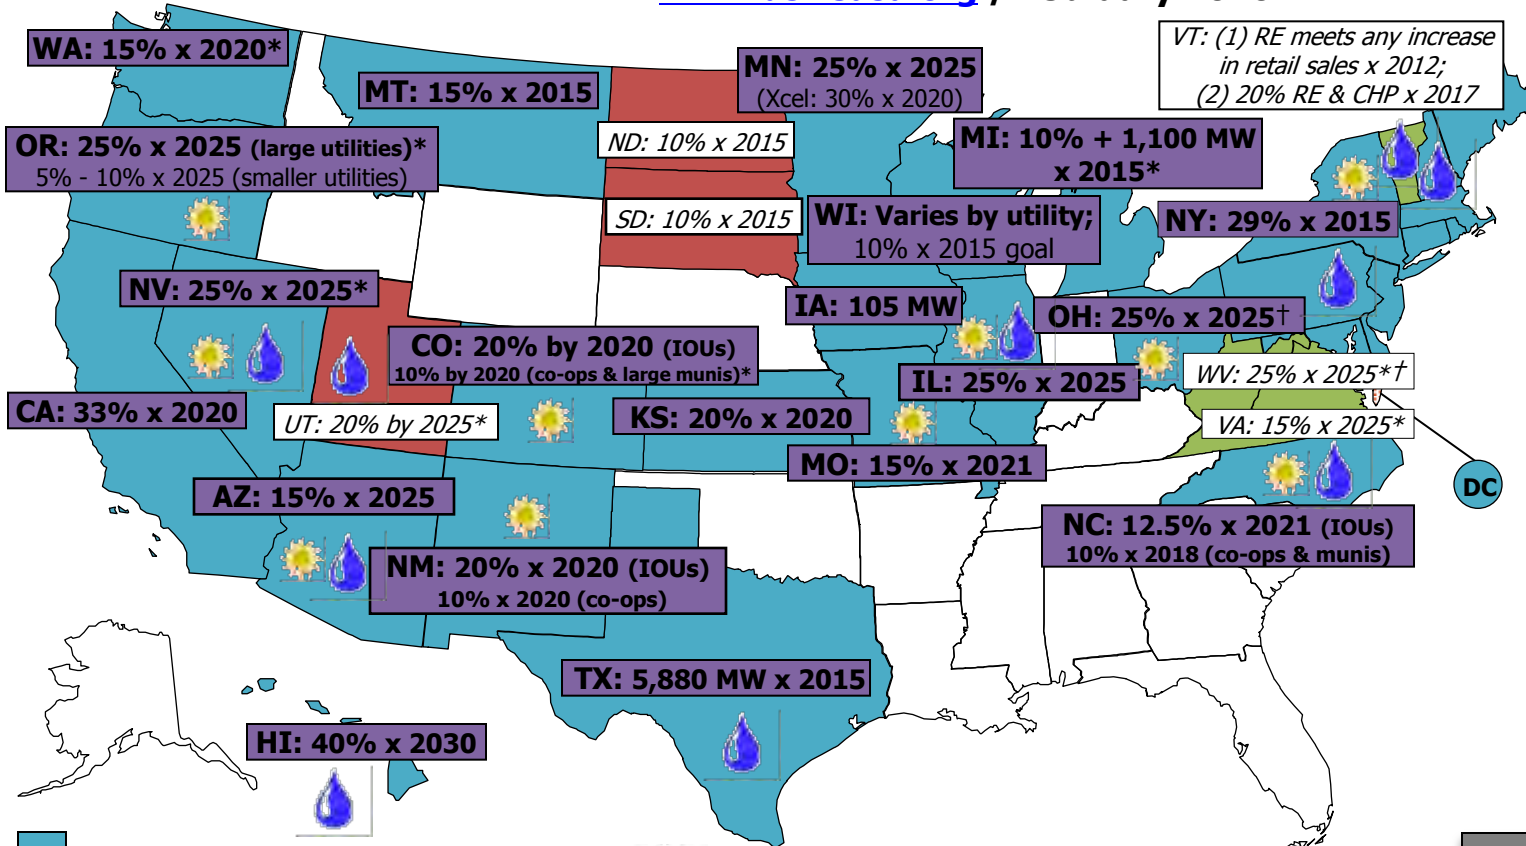 WA: 15% x 2020*
MT: 15% x 2015
MN: 25% x 2025
(Xcel: 30% x 2020)
VT: (1) RE meets any increase
in retail sales x 2012;
(2) 20% RE & CHP x 2017
OR: 25% x 2025 (large utilities)*
5% - 10% x 2025 (smaller utilities)
ND: 10% x 2015
MI: 10% + 1,100 MW
x 2015*
SD: 10% x 2015
WI: Varies by utility;
10% x 2015 goal
NY: 29% x 2015
NV: 25% x 2025*
IA: 105 MW
OH: 25% x 2025†
CO: 20% by 2020 (IOUs)
10% by 2020 (co-ops & large munis)*
IL: 25% x 2025
WV: 25% x 2025*†
CA: 33% x 2020
UT: 20% by 2025*
KS: 20% x 2020
VA: 15% x 2025*
MO: 15% x 2021
AZ: 15% x 2025
DC
NC: 12.5% x 2021 (IOUs)
10% x 2018 (co-ops & munis)
NM: 20% x 2020 (IOUs)
10% x 2020 (co-ops)
TX: 5,880 MW x 2015
HI: 40% x 2030